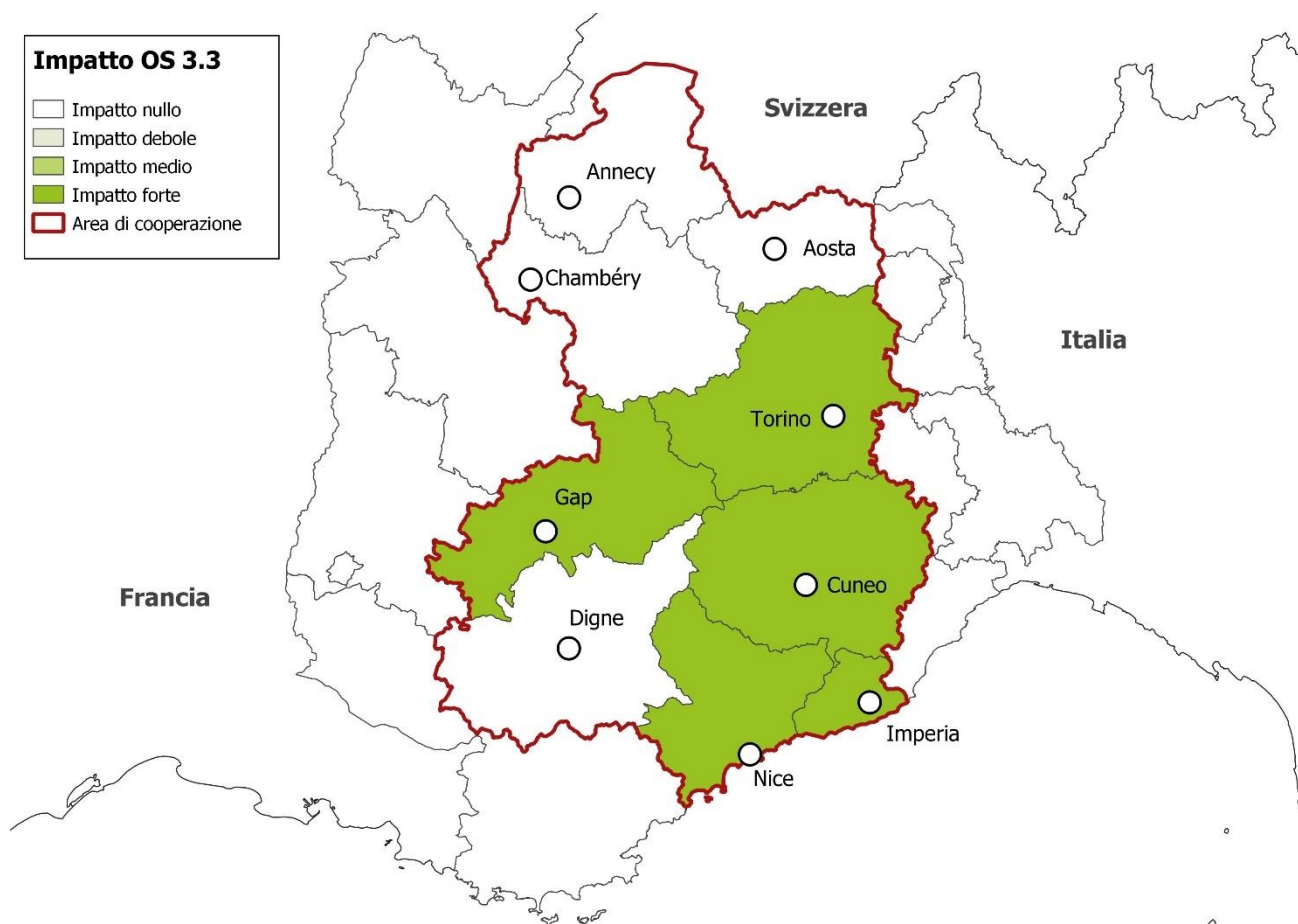 Impatto OS 3.3
Impatto nullo
Impatto debole
Impatto medio
Impatto forte
Area di cooperazione
Svizzera
Annecy
Aosta
Chambéry
Italia
Torino
Gap
Cuneo
Francia
Digne
Imperia
Nice